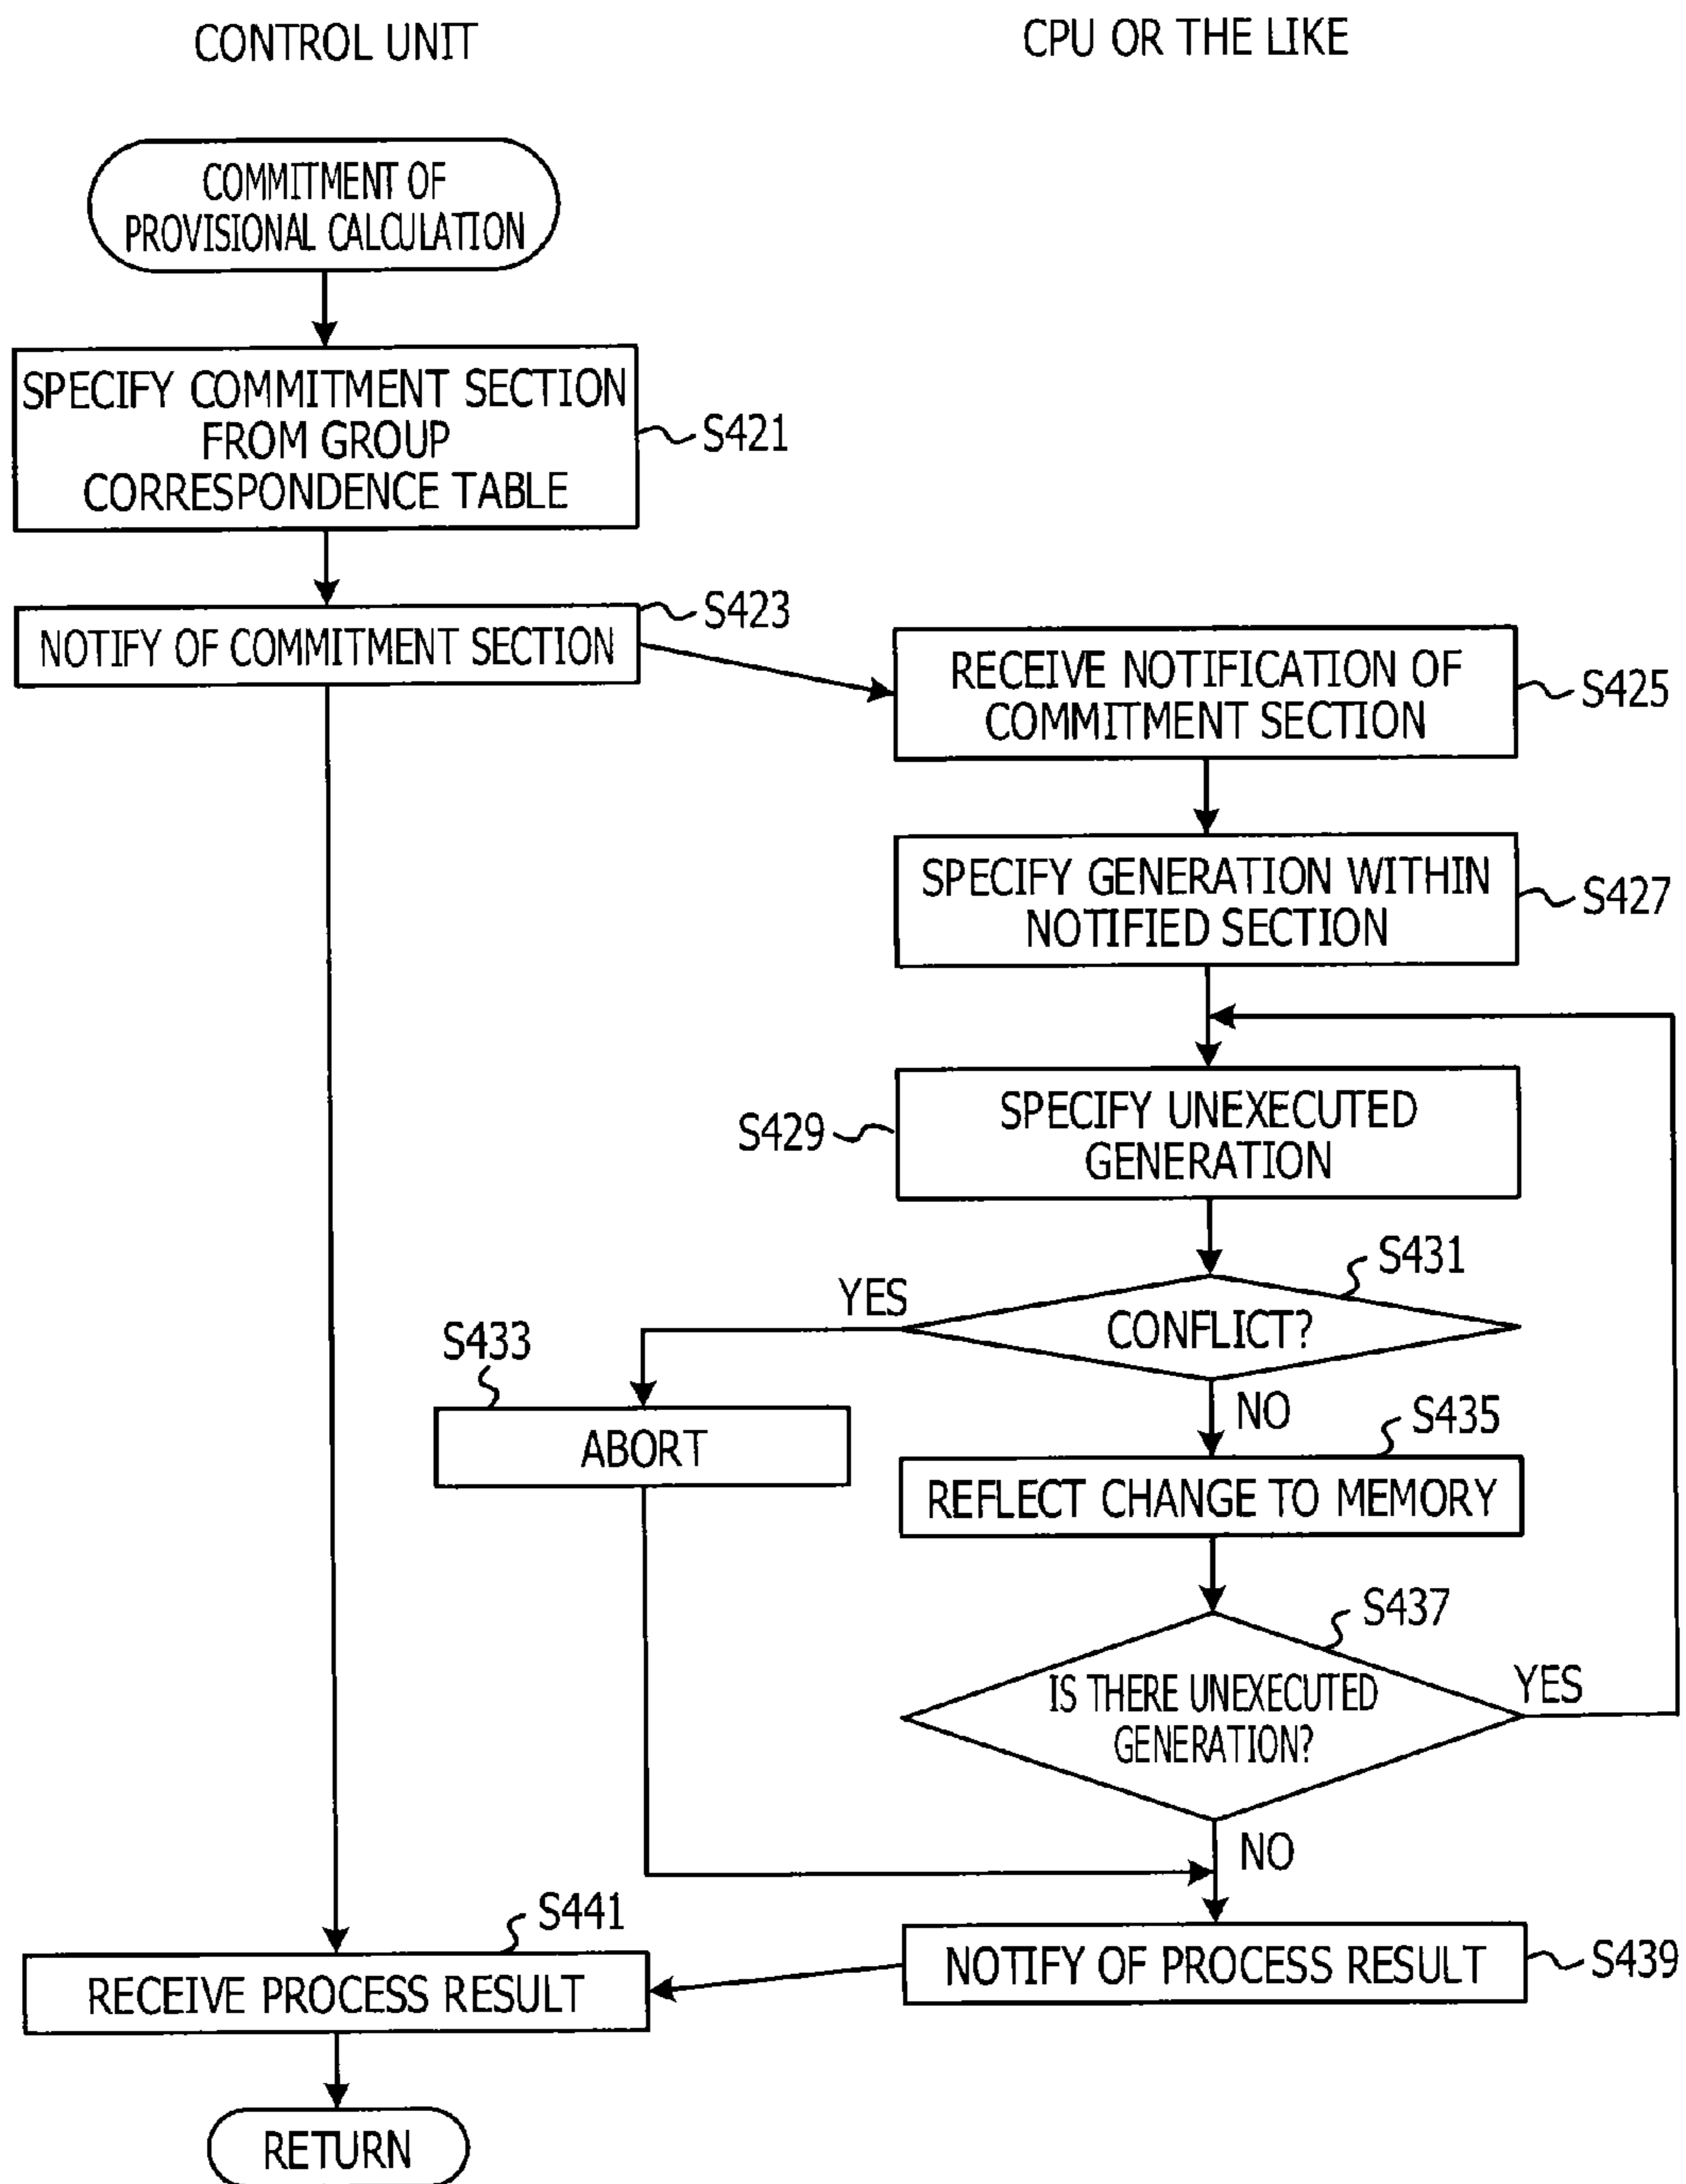 CONTROL UNIT
CPU OR THE LIKE
COMMITMENT OF
PROVISIONAL CALCULATION
SPECIFY COMMITMENT SECTION
FROM GROUP
CORRESPONDENCE TABLE
S421
NOTIFY OF COMMITMENT SECTION
S423
RECEIVE NOTIFICATION OF
COMMITMENT SECTION
S425
SPECIFY GENERATION WITHIN
NOTIFIED SECTION
S427
SPECIFY UNEXECUTED
GENERATION
S429
S431
CONFLICT?
YES
NO
S433
ABORT
S435
REFLECT CHANGE TO MEMORY
S437
IS THERE UNEXECUTED
GENERATION?
YES
NO
S439
NOTIFY OF PROCESS RESULT
S441
RECEIVE PROCESS RESULT
RETURN